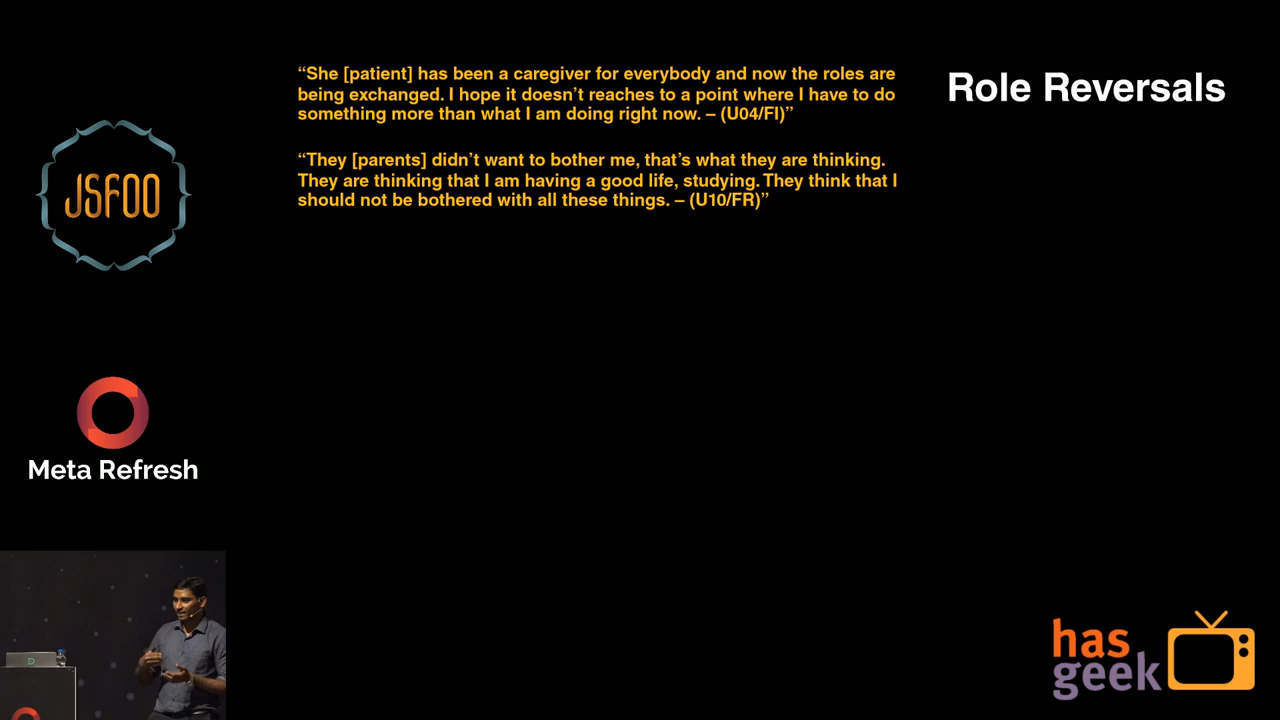 “She [patient] has been a caregiver for everybody and now the roles are
being exchanged. I hope it doesn’t reaches to a point where I have to do
something more than what I am doing right now. – (U04/FI)”
“They [parents] didn’t want to bother me, that’s what they are thinking.
They are thinking that I am having a good life, studying. They think that I
should not be bothered with all these things. – (U10/FR)”
Role Reversals
JSFOO
Meta Refresh
has
geek